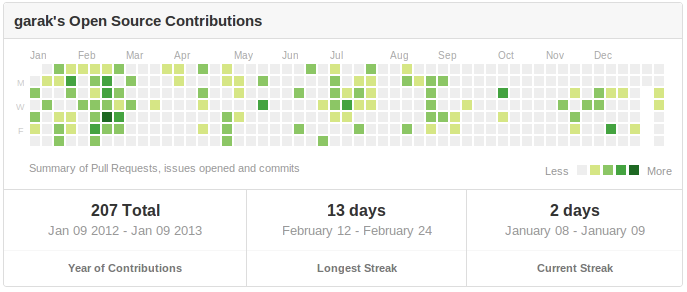 garak's Open Source Contributions
Jan Feb Mar Apr May Jun Jul Aug Sep Oct Nov Dec
M
W
F
Summary of Pull Requests, issues opened and commits
Less More
207 Total 13 days 2 days
Jan 09 2012 - Jan 09 2013 February 12 - February 24 January 08 - January 09
Year of Contributions Longest Streak Current Streak